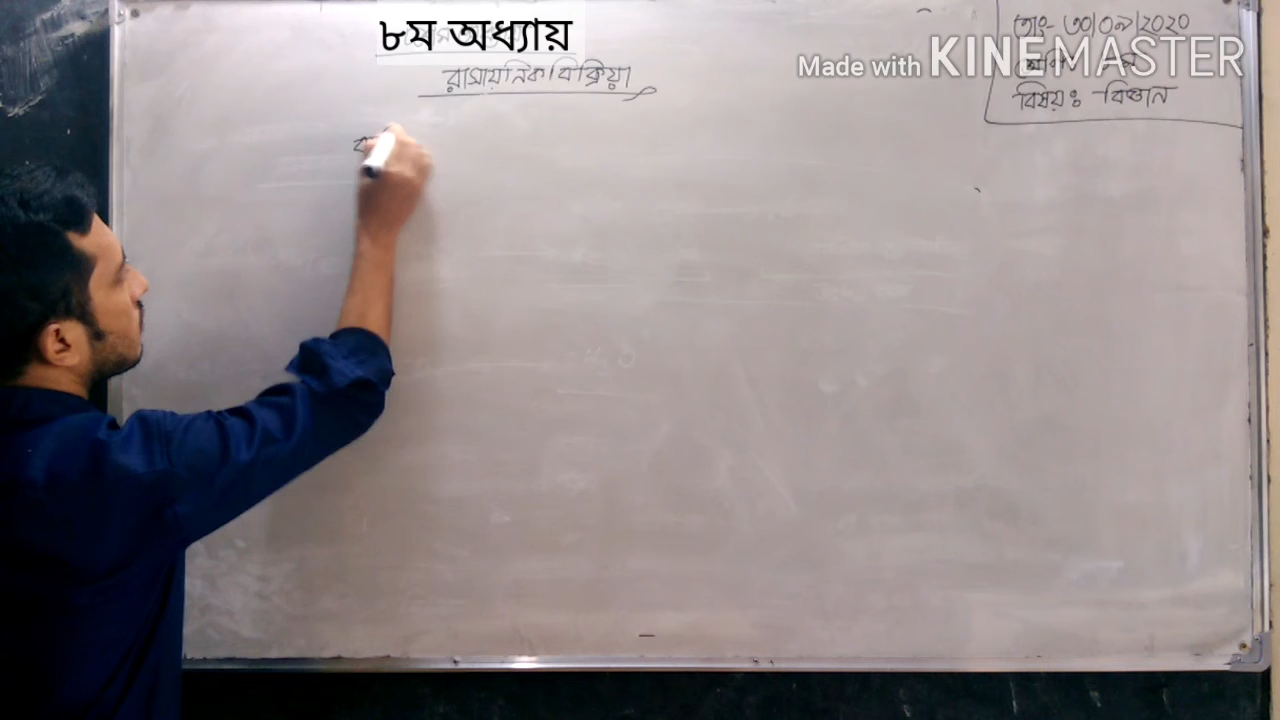 ৮ম অধ্যায়
রাসায়নিক বিক্রিয়া
তাং- ৩০/০৯/২০২০
Made with KINEMASTER
বিষয়ঃ বিজ্ঞান